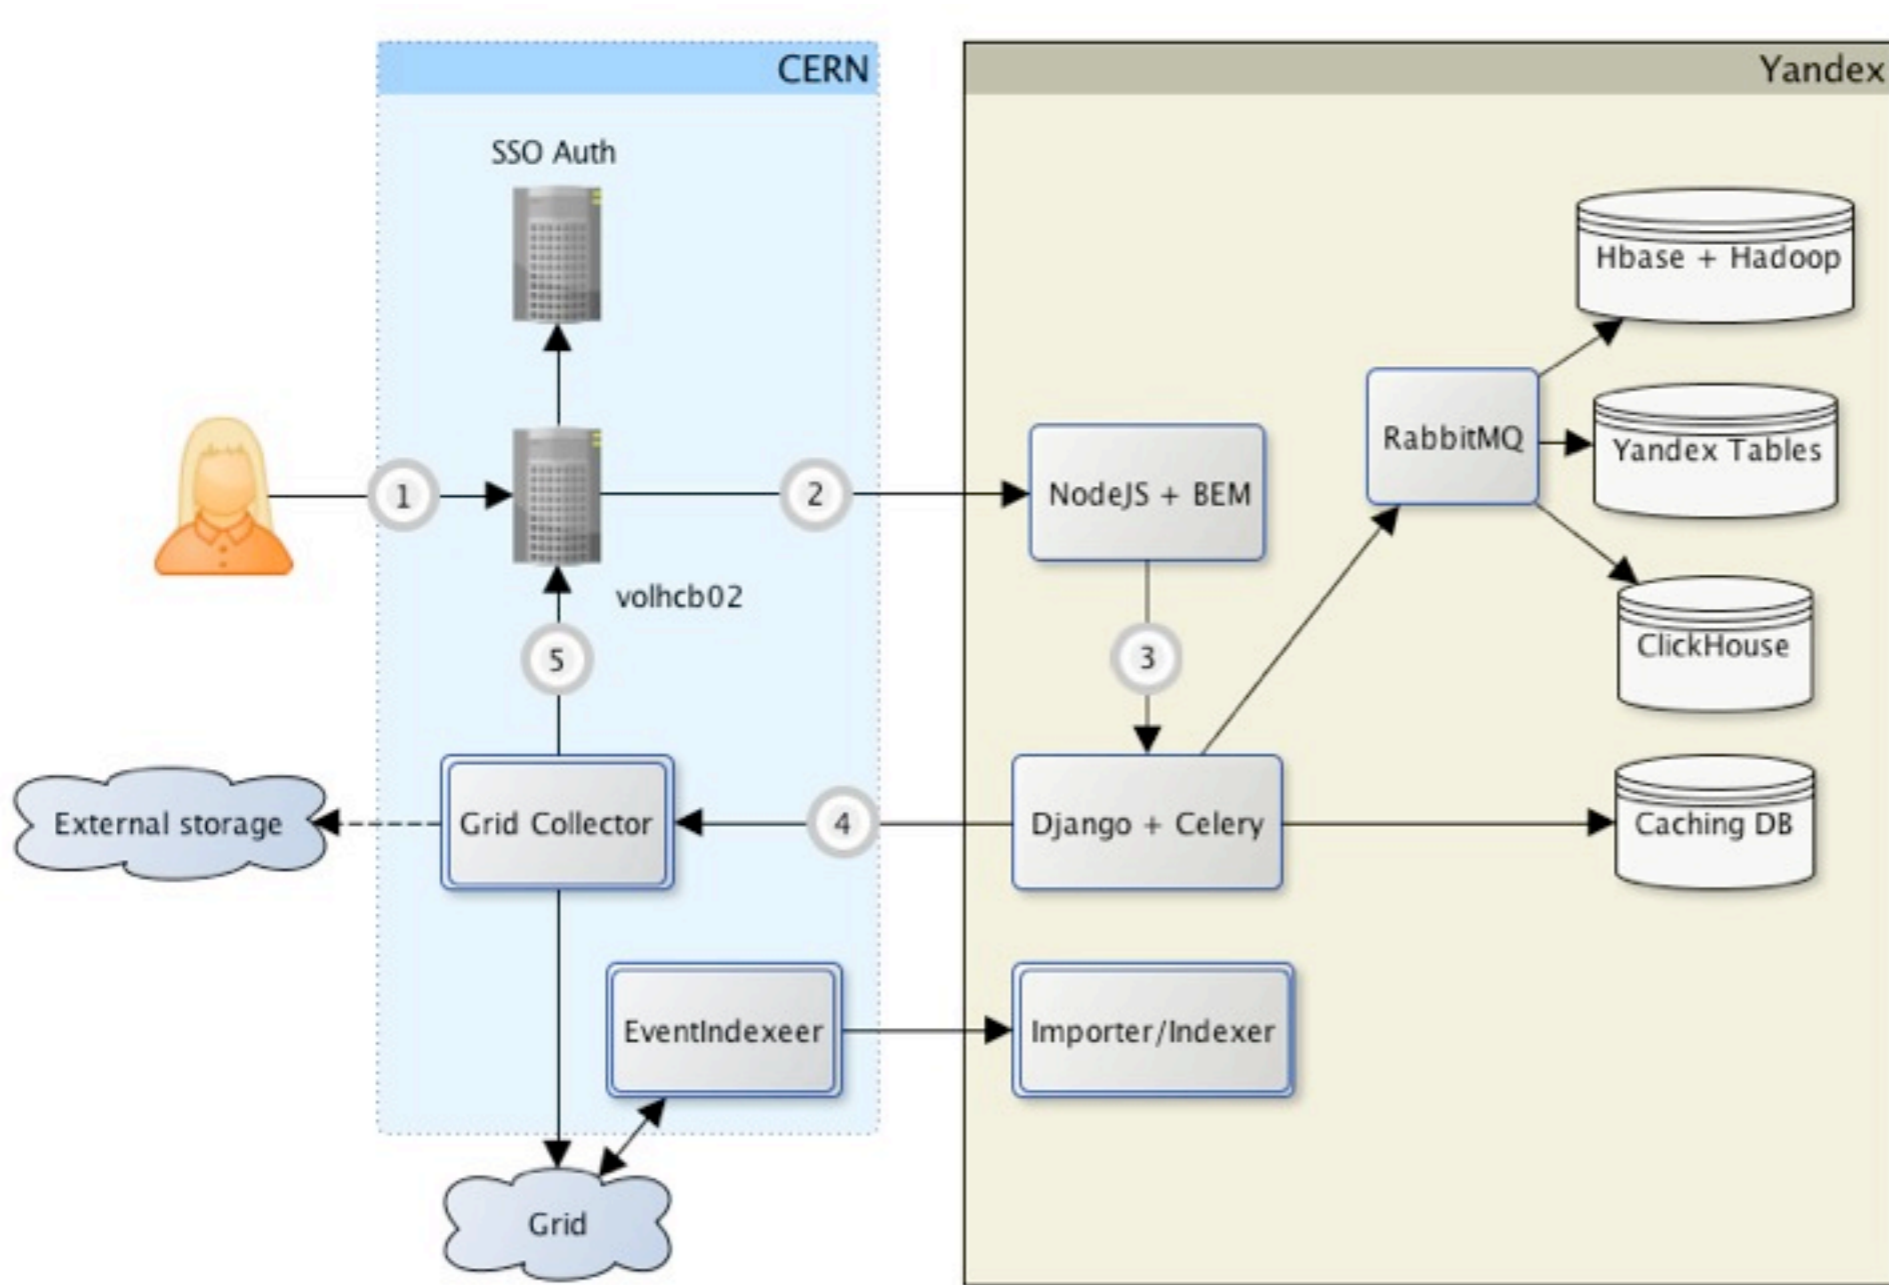 CERN
Yandex
SSO Auth
Hbase + Hadoop
RabbitMQ
Yandex Tables
1
2
NodeJS + BEM
volhcb02
5
3
ClickHouse
External storage
Grid Collector
4
Django + Celery
Caching DB
EventIndexeer
Importer/Indexer
Grid